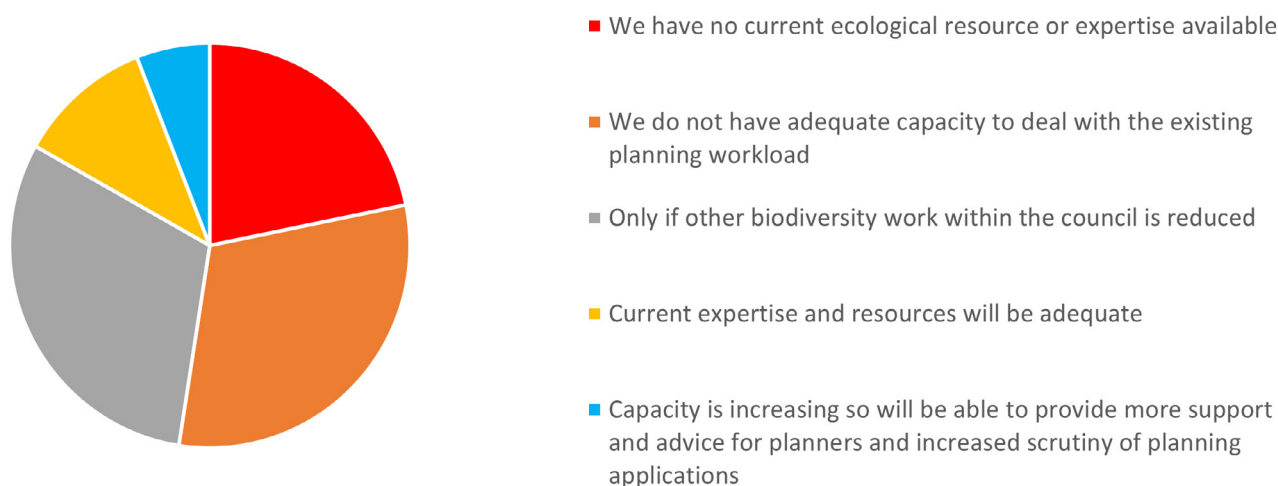 We have no current ecological resource or expertise available
We do not have adequate capacity to deal with the existing
planning workload
Only if other biodiversity work within the council is reduced
Current expertise and resources will be adequate
Capacity is increasing so will be able to provide more support
and advice for planners and increased scrutiny of planning
applications